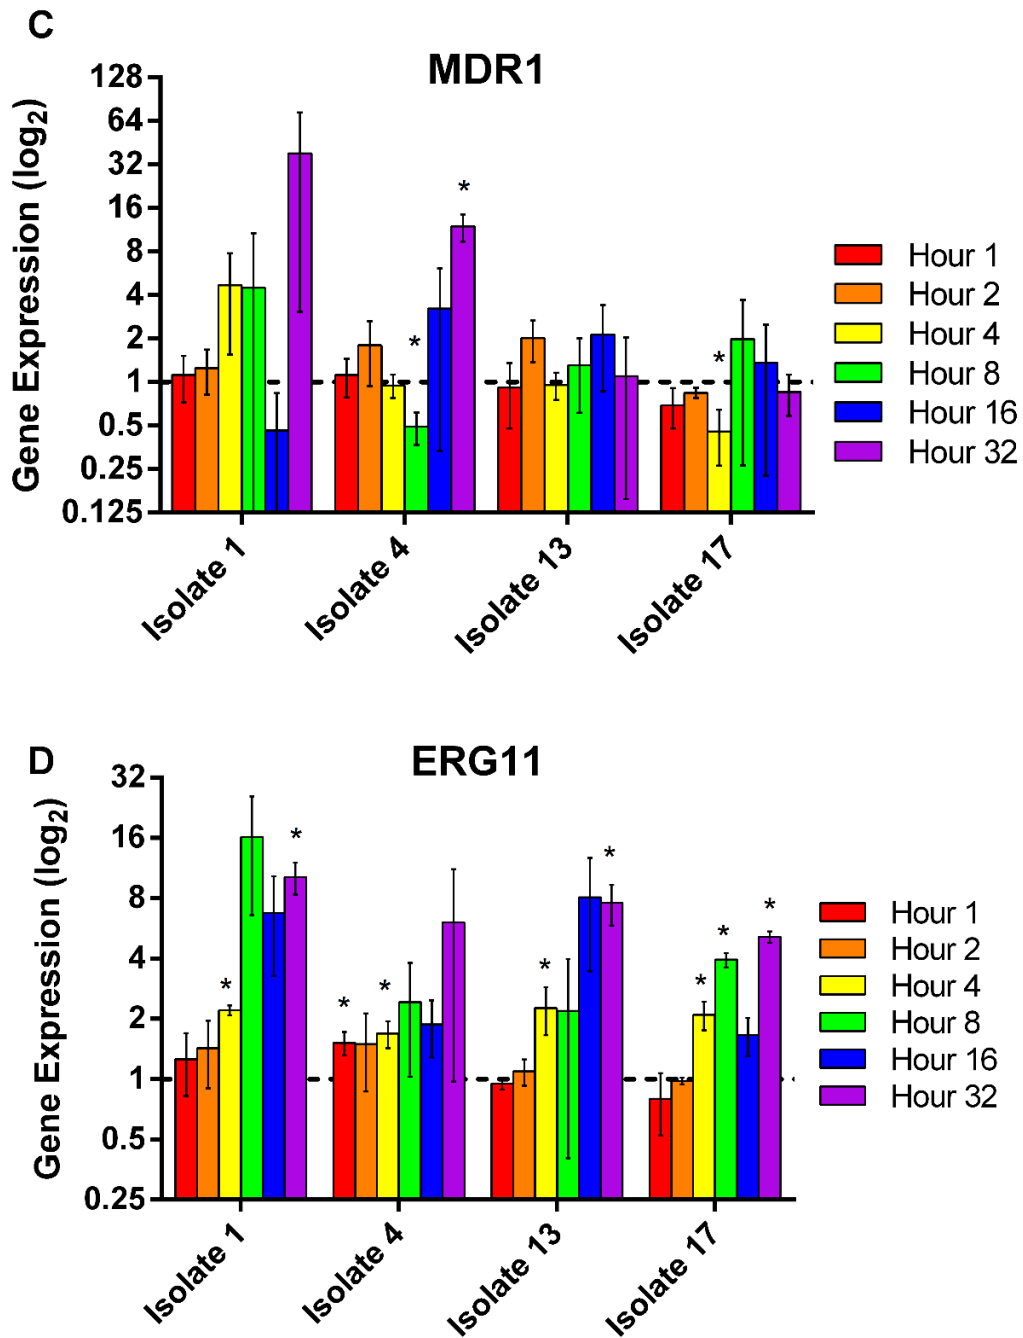 C
MDR1
Gene Expression (log2)
128
64
32
16
8
4
2
1
0.5
0.25
0.125
*
*
*
Isolate 1
Isolate 4
Isolate 13
Isolate 17
Hour 1
Hour 2
Hour 4
Hour 8
Hour 16
Hour 32
D
ERG11
Gene Expression (log2)
32
16
8
4
2
1
0.5
0.25
*
*
*
*
*
*
*
*
*
Isolate 1
Isolate 4
Isolate 13
Isolate 17
Hour 1
Hour 2
Hour 4
Hour 8
Hour 16
Hour 32